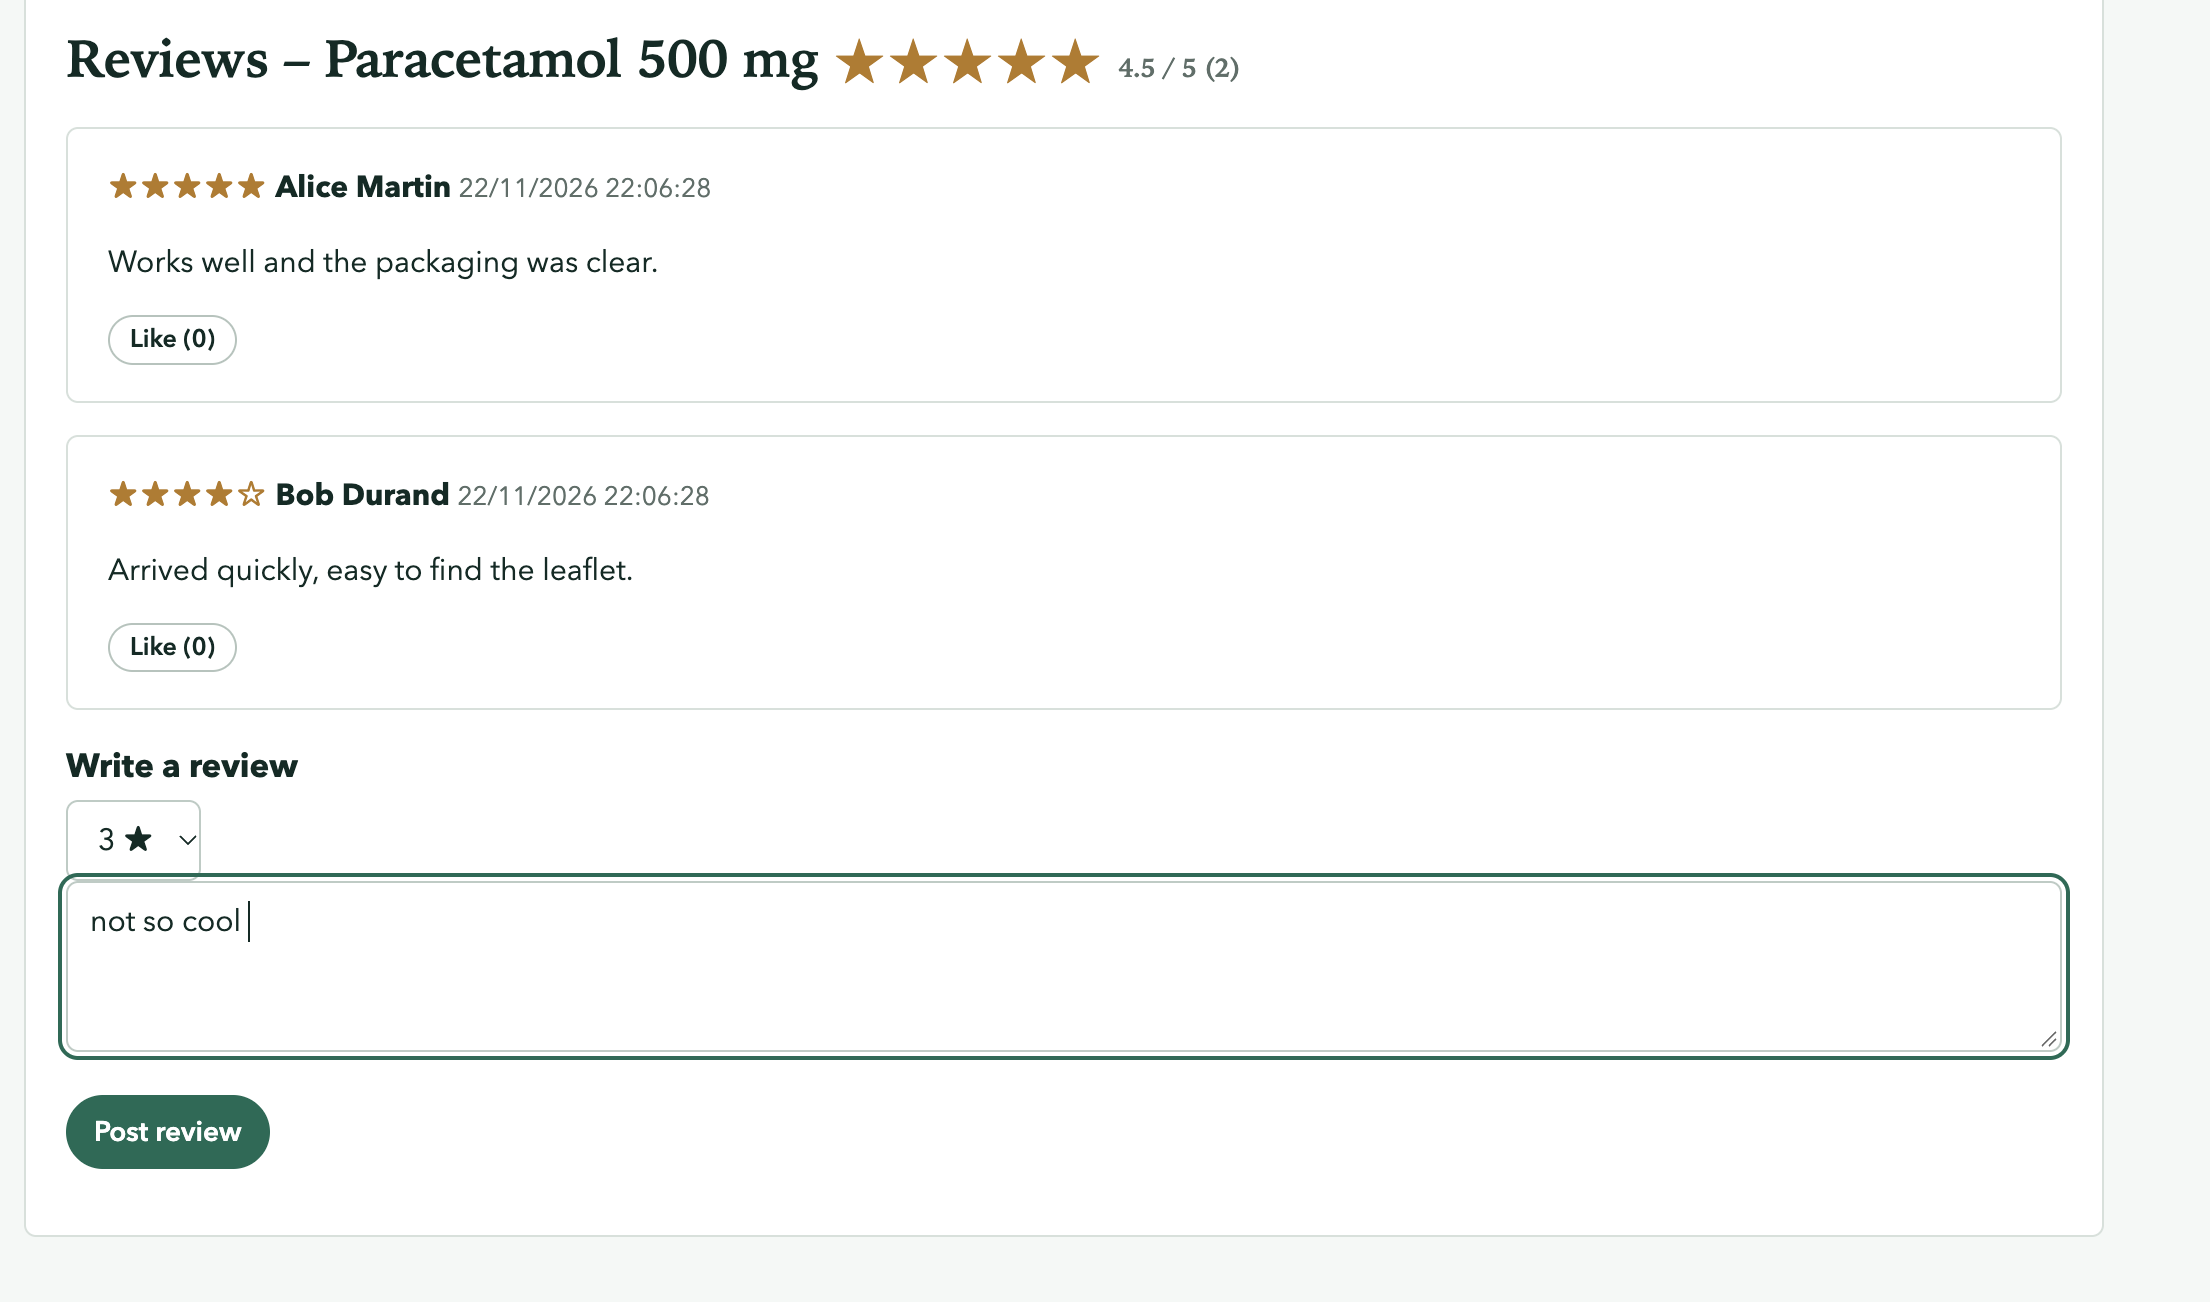 Reviews – Paracetamol 500 mg ★★★★★ 4.5 / 5 (2)
★★★★★ Alice Martin 22/11/2026 22:06:28
Works well and the packaging was clear.
Like (0)
★★★★☆ Bob Durand 22/11/2026 22:06:28
Arrived quickly, easy to find the leaflet.
Like (0)
Write a review
3 ★
not so cool
Post review